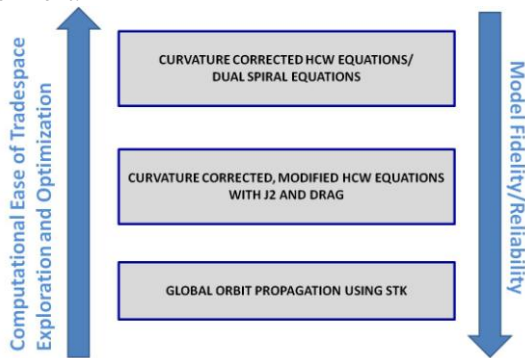 Computational Ease of Tradespace
Exploration and Optimization
CURVATURE CORRECTED HCW EQUATIONS/
DUAL SPIRAL EQUATIONS
CURVATURE CORRECTED, MODIFIED HCW EQUATIONS
WITH J2 AND DRAG
GLOBAL ORBIT PROPAGATION USING STK
Model Fidelity/Reliability